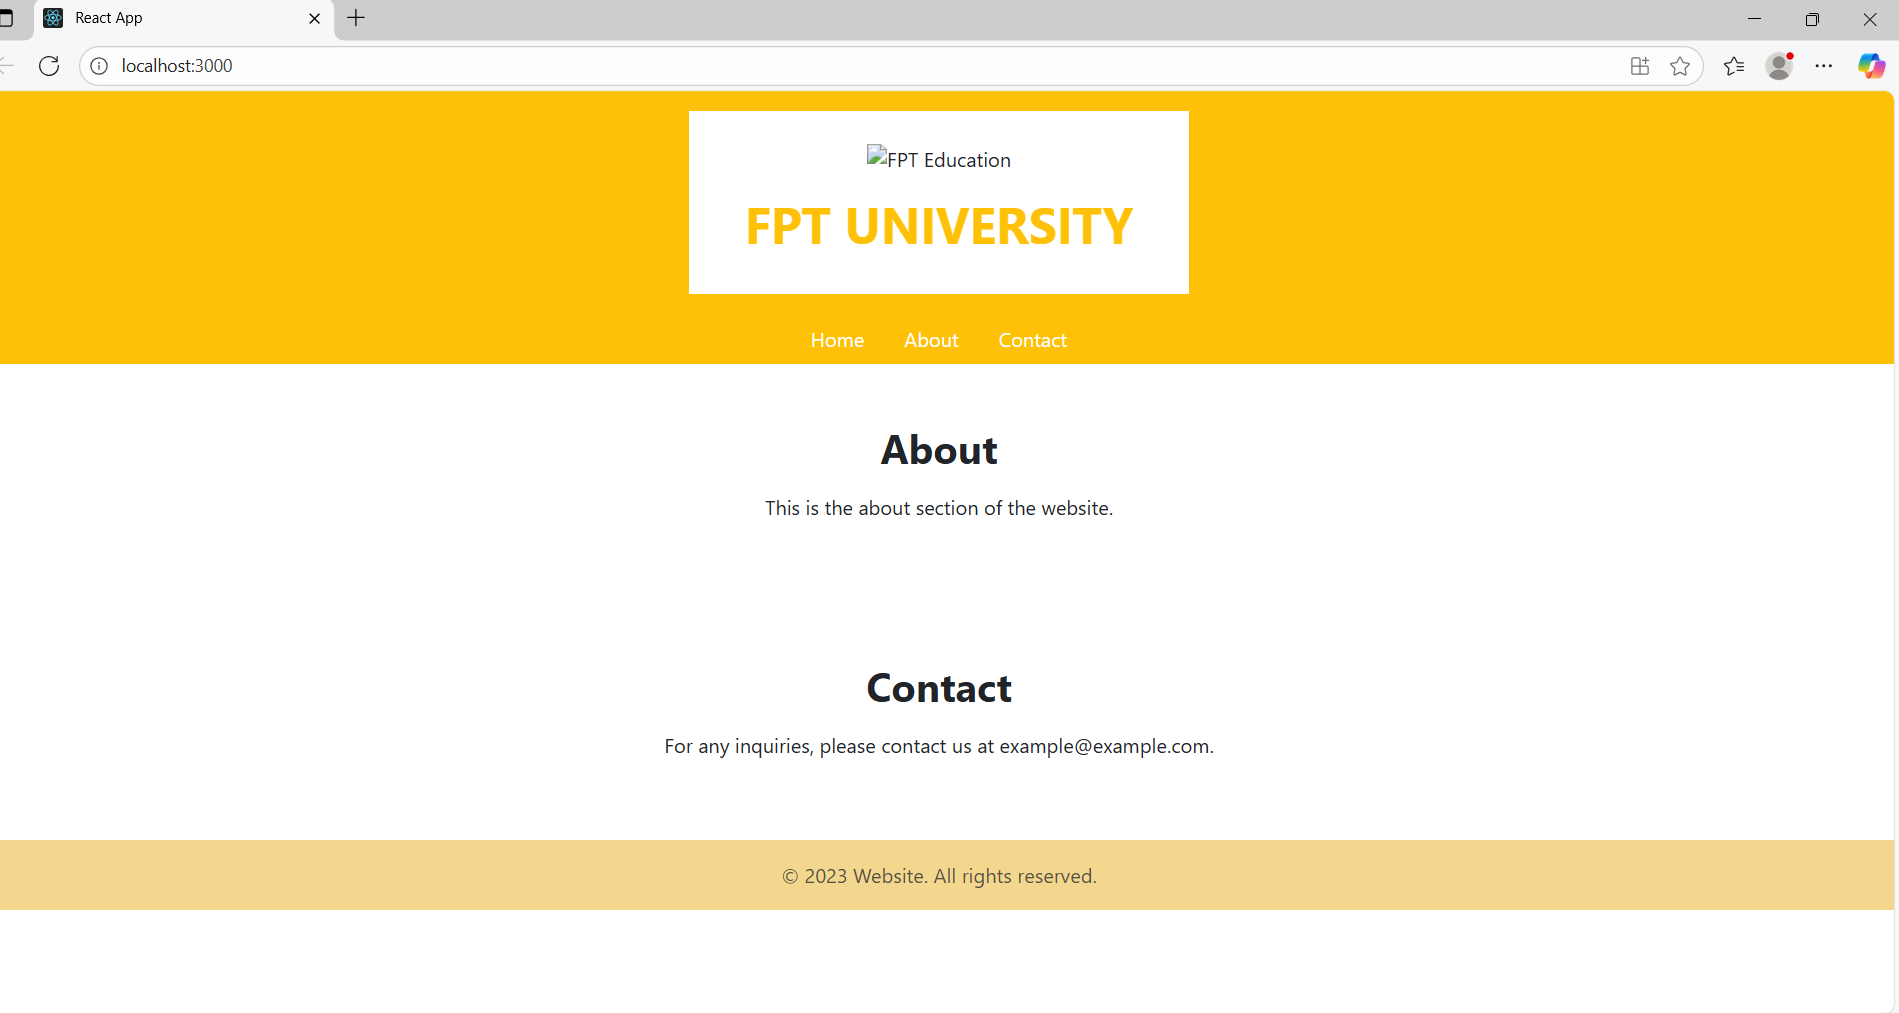 React App
localhost:3000
FPT Education
FPT UNIVERSITY
Home About Contact
About
This is the about section of the website.
Contact
For any inquiries, please contact us at example@example.com.
© 2023 Website. All rights reserved.